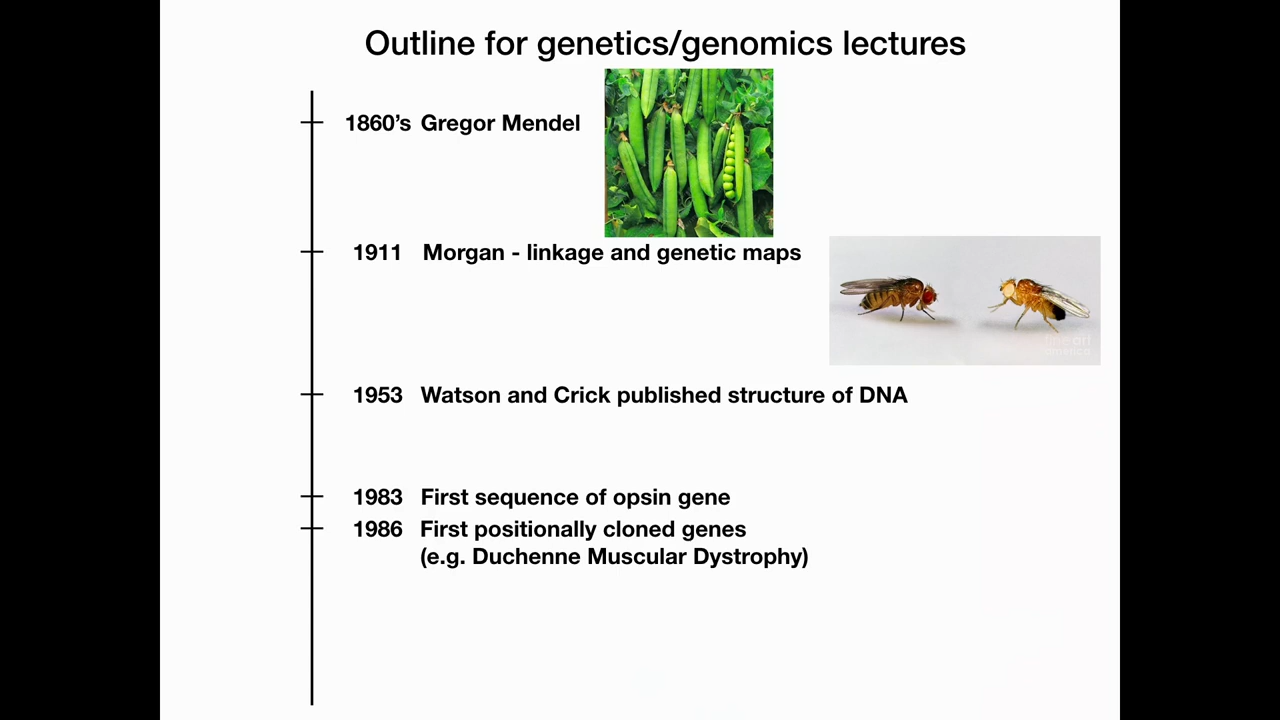 Outline for genetics/genomics lectures
1860’s Gregor Mendel
1911 Morgan - linkage and genetic maps
1953 Watson and Crick published structure of DNA
1983 First sequence of opsin gene
1986 First positionally cloned genes
(e.g. Duchenne Muscular Dystrophy)